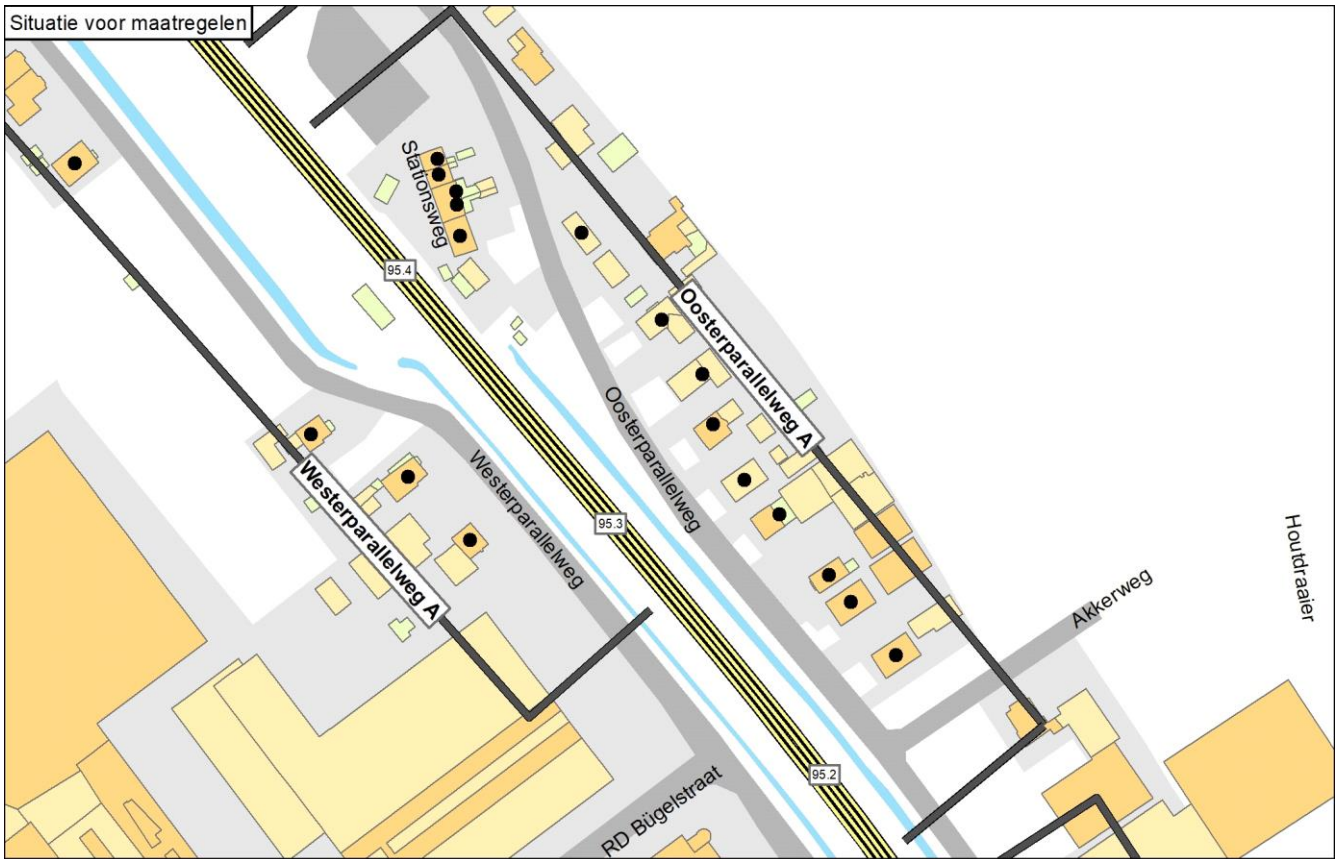 Situatie voor maatregelen
Stationsweg
95.4
Oosterparallelweg A
Oosterparallelweg
Westerparallelweg A
Westerparallelweg
95.3
Houtdraaier
Akkerweg
95.2
RD Bügelstraat